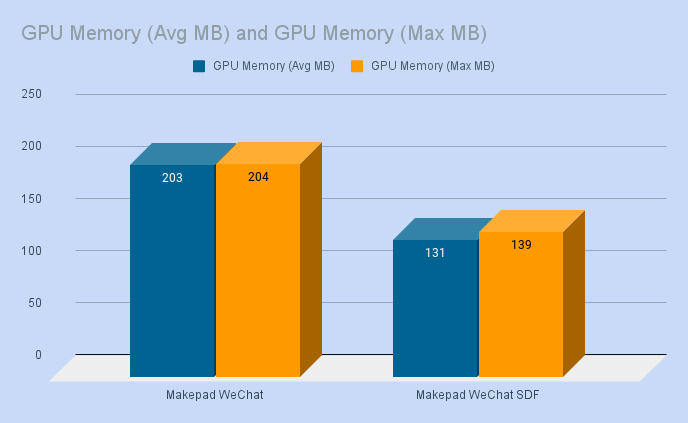 GPU Memory (Avg MB) and GPU Memory (Max MB)
GPU Memory (Avg MB) GPU Memory (Max MB)
250
200
150
100
50
0
203 204
131 139
Makepad WeChat Makepad WeChat SDF